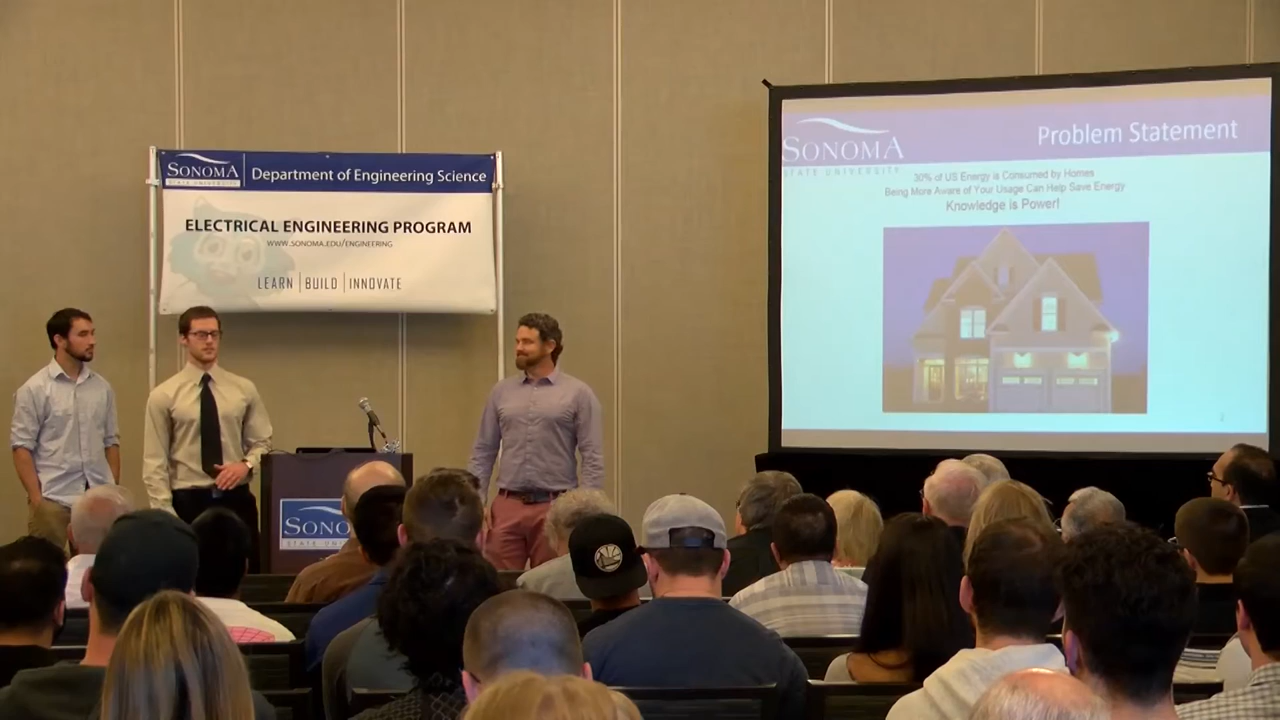 SONOMA
STATE UNIVERSITY
Department of Engineering Science
ELECTRICAL ENGINEERING PROGRAM
WWW.SONOMA.EDU/ENGINEERING
LEARN | BUILD | INNOVATE
SONOMA
STATE UNIVERSITY
Problem Statement
30% of US Energy is Consumed by Homes
Being More Aware of Your Usage Can Help Save Energy
Knowledge is Power!
SONO
STATE UN